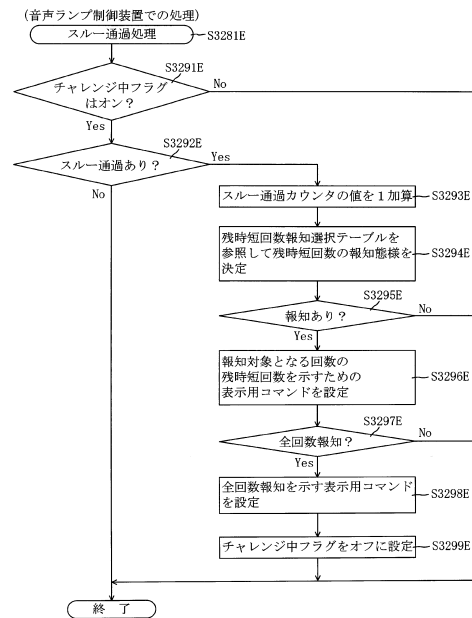 (音声ランプ制御装置での処理)
スルー通過処理
S3281E
S3291E
チャレンジ中フラグ
はオン?
No
Yes
S3292E
スルー通過あり?
Yes
No
スルー通過カウンタの値を1加算
S3293E
残時短回数報知選択テーブルを
参照して残時短回数の報知態様を
決定
S3294E
S3295E
報知あり?
No
Yes
報知対象となる回数の
残時短回数を示すための
表示用コマンドを設定
S3296E
S3297E
全回数報知?
No
Yes
全回数報知を示す表示用コマンド
を設定
S3298E
チャレンジ中フラグをオフに設定
S3299E
終 了